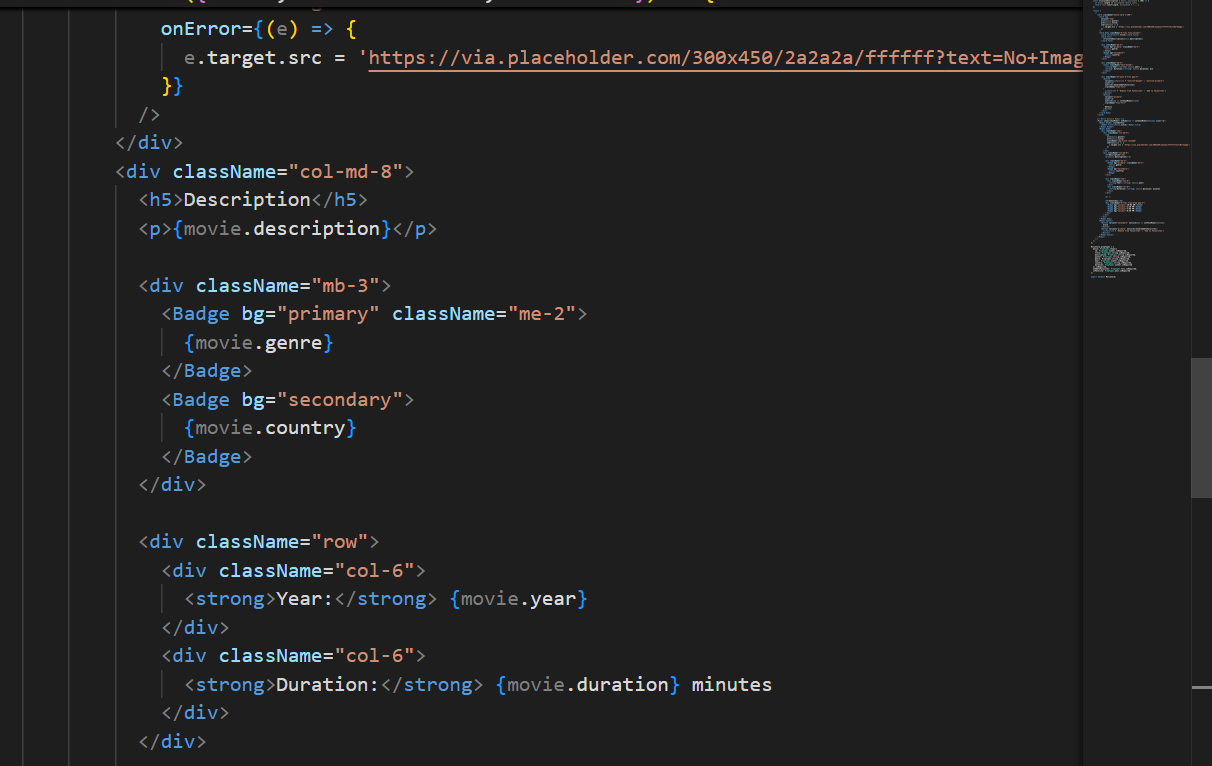 onError={(e) => {
e.target.src = 'https://via.placeholder.com/300x450/2a2a2a/ffffff?text=No+Imag
}}
/>
</div>
<div className="col-md-8">
<h5>Description</h5>
<p>{movie.description}</p>
<div className="mb-3">
<Badge bg="primary" className="me-2">
{movie.genre}
</Badge>
<Badge bg="secondary">
{movie.country}
</Badge>
</div>
<div className="row">
<div className="col-6">
<strong>Year:</strong> {movie.year}
</div>
<div className="col-6">
<strong>Duration:</strong> {movie.duration} minutes
</div>
</div>